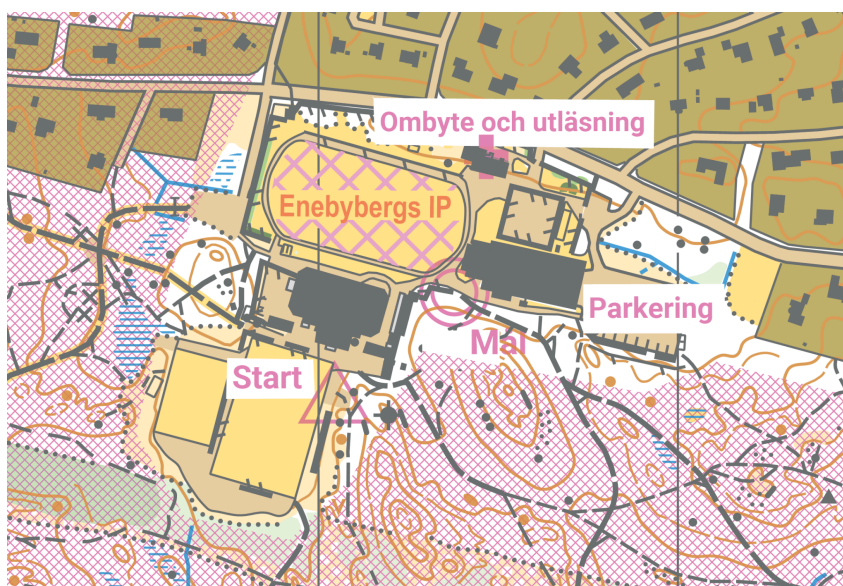 Ombyte och utläsning
Enebybergs IP
Parkering
Mål
Start